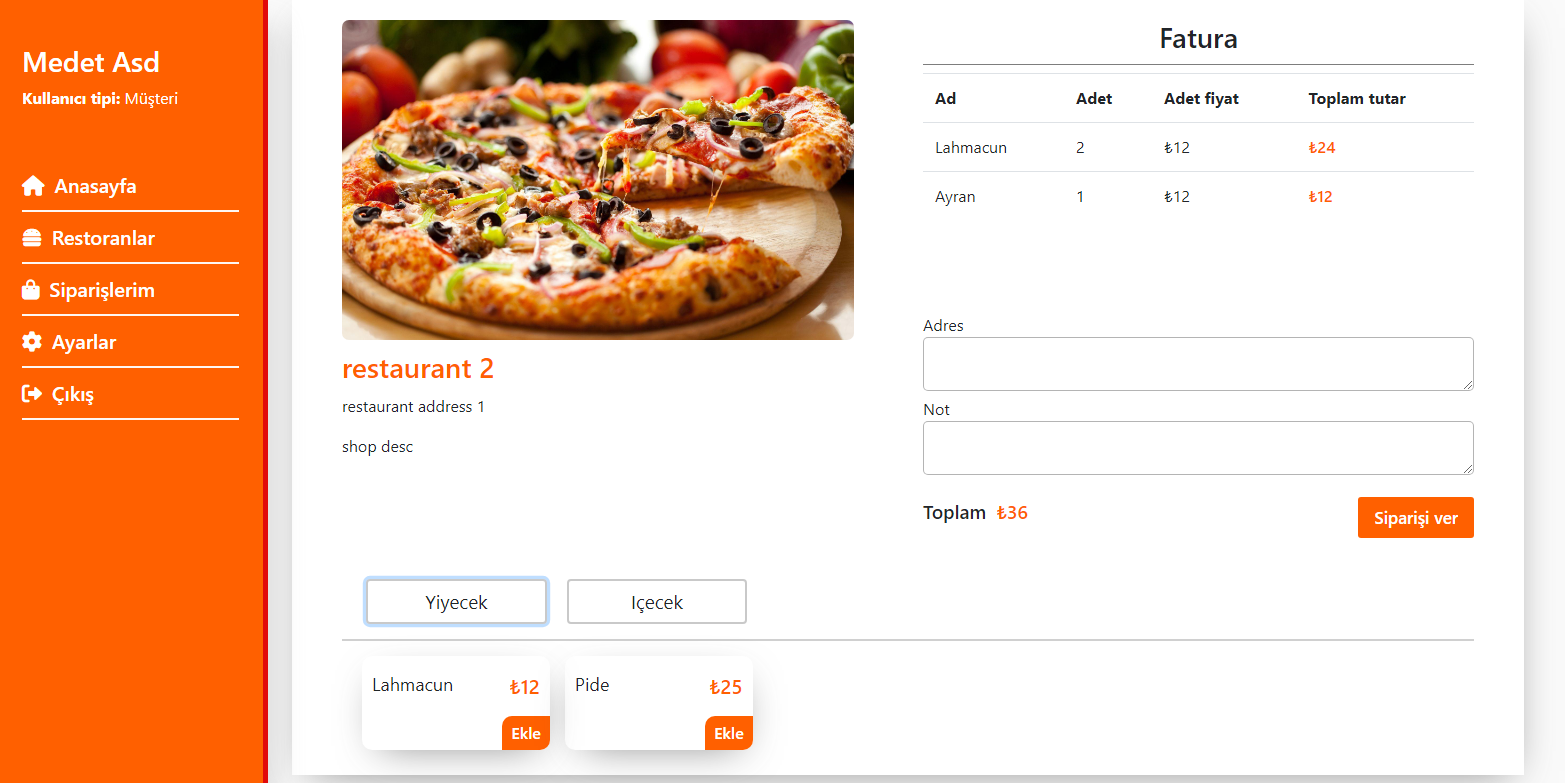 Medet Asd
Kullanıcı tipi: Müşteri
Anasayfa
Restoranlar
Siparişlerim
Ayarlar
Çıkış
restaurant 2
restaurant address 1
shop desc
Fatura
Ad Adet Adet fiyat Toplam tutar
Lahmacun 2 ₺12 ₺24
Ayran 1 ₺12 ₺12
Adres
Not
Toplam ₺36
Siparişi ver
Yiyecek
Içecek
Lahmacun ₺12
Ekle
Pide ₺25
Ekle